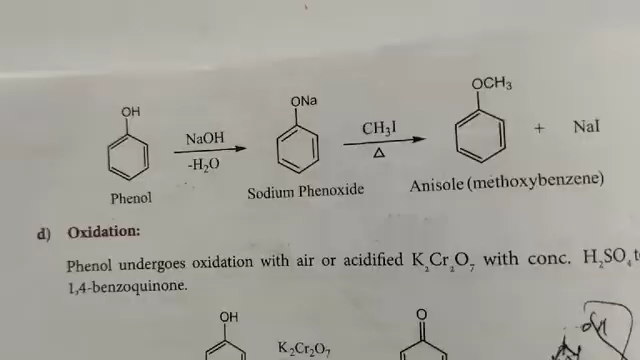 OH
ONa
OCH₃
NaOH
-H₂O
CH₃I
Δ
+ NaI
Phenol
Sodium Phenoxide
Anisole (methoxybenzene)
d) Oxidation:
Phenol undergoes oxidation with air or acidified K₂Cr₂O₇ with conc. H₂SO₄ t
1,4-benzoquinone.
OH
K₂Cr₂O₇
O